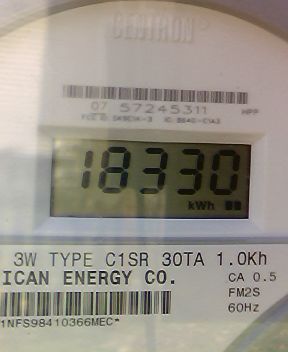 CENTRON
07 57245311 HPP
18330
kWh
3W TYPE C1SR 30TA 1.0Kh
ICAN ENERGY CO. CA 0.5
FM2S
1NFS98410366MEC* 60Hz